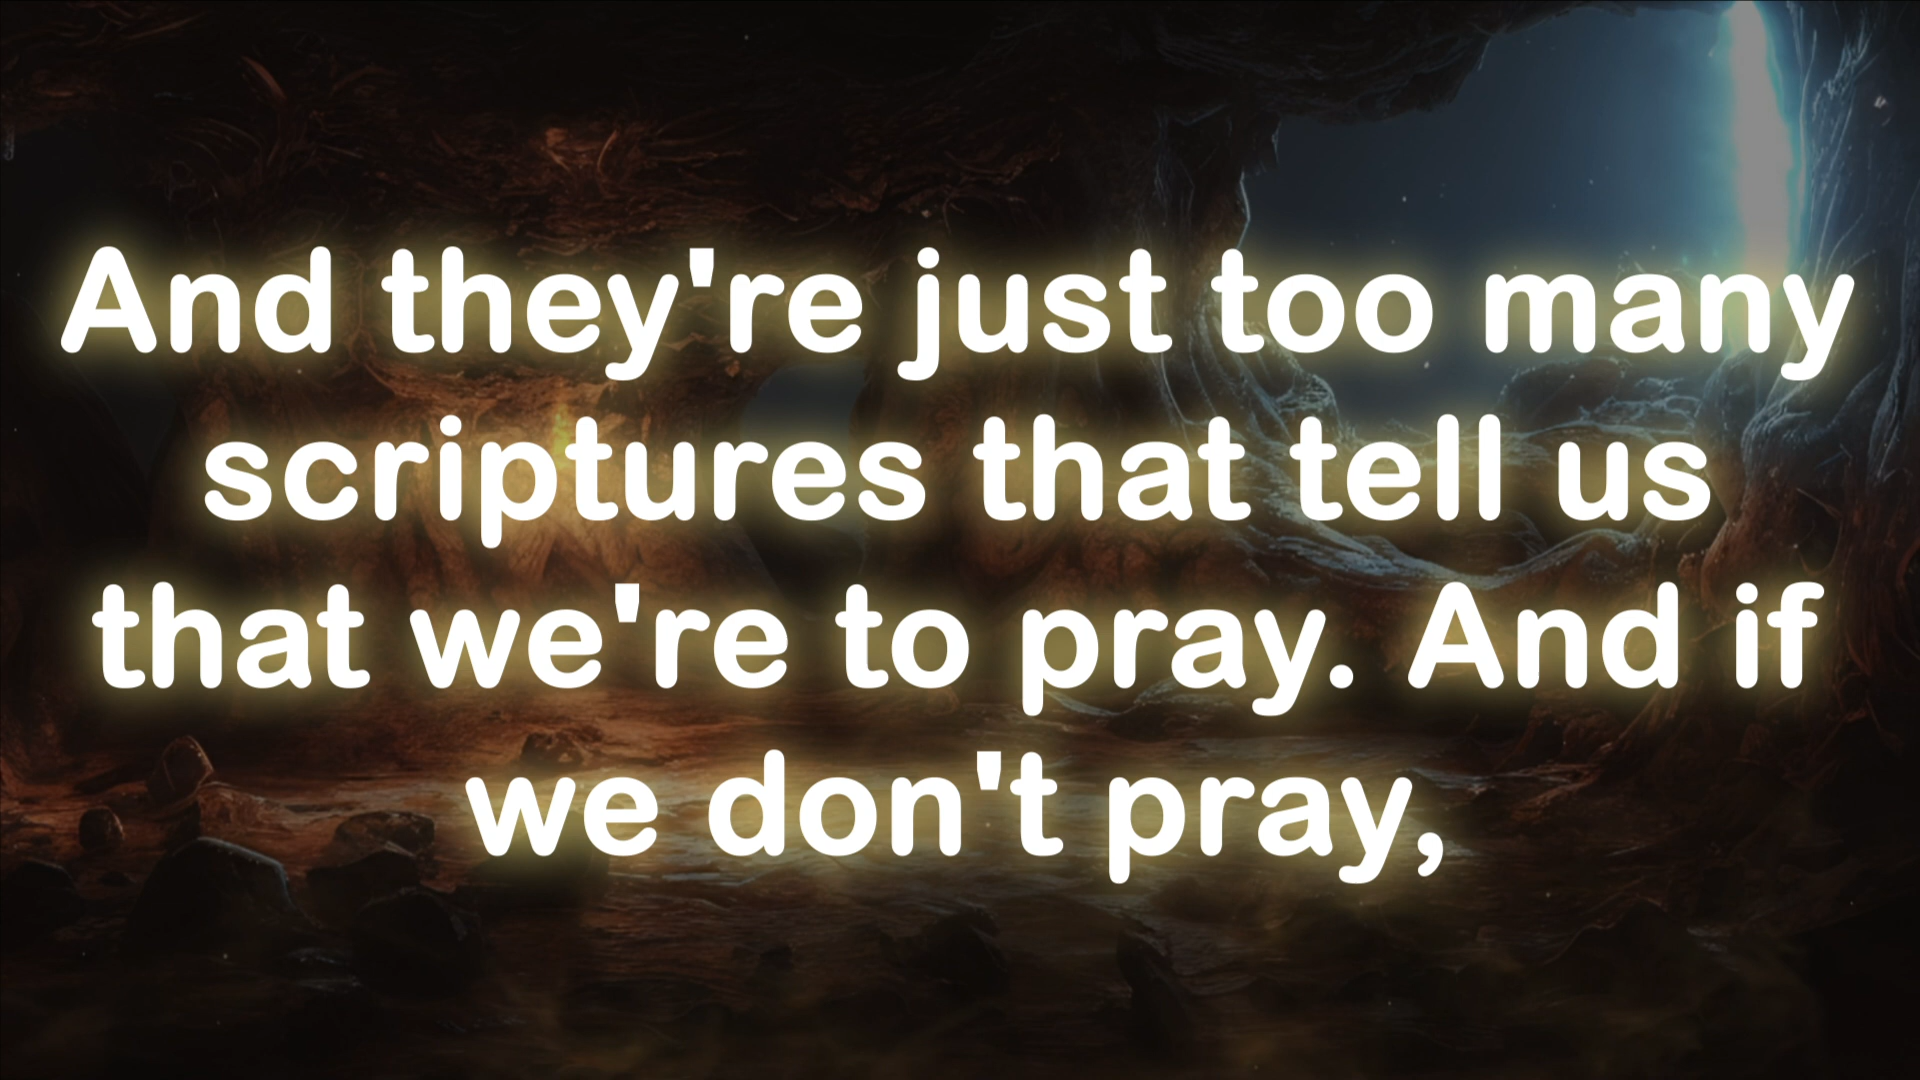 And they're just too many
scriptures that tell us
that we're to pray. And if
we don't pray,